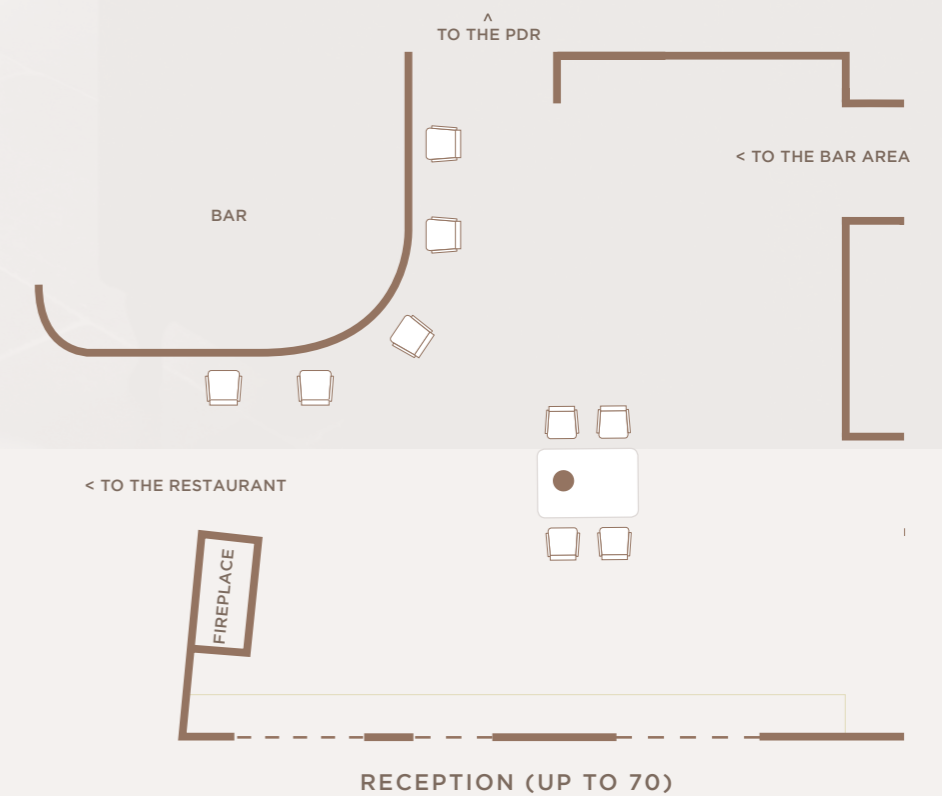 ^
TO THE PDR
< TO THE BAR AREA
BAR
< TO THE RESTAURANT
FIREPLACE
RECEPTION (UP TO 70)